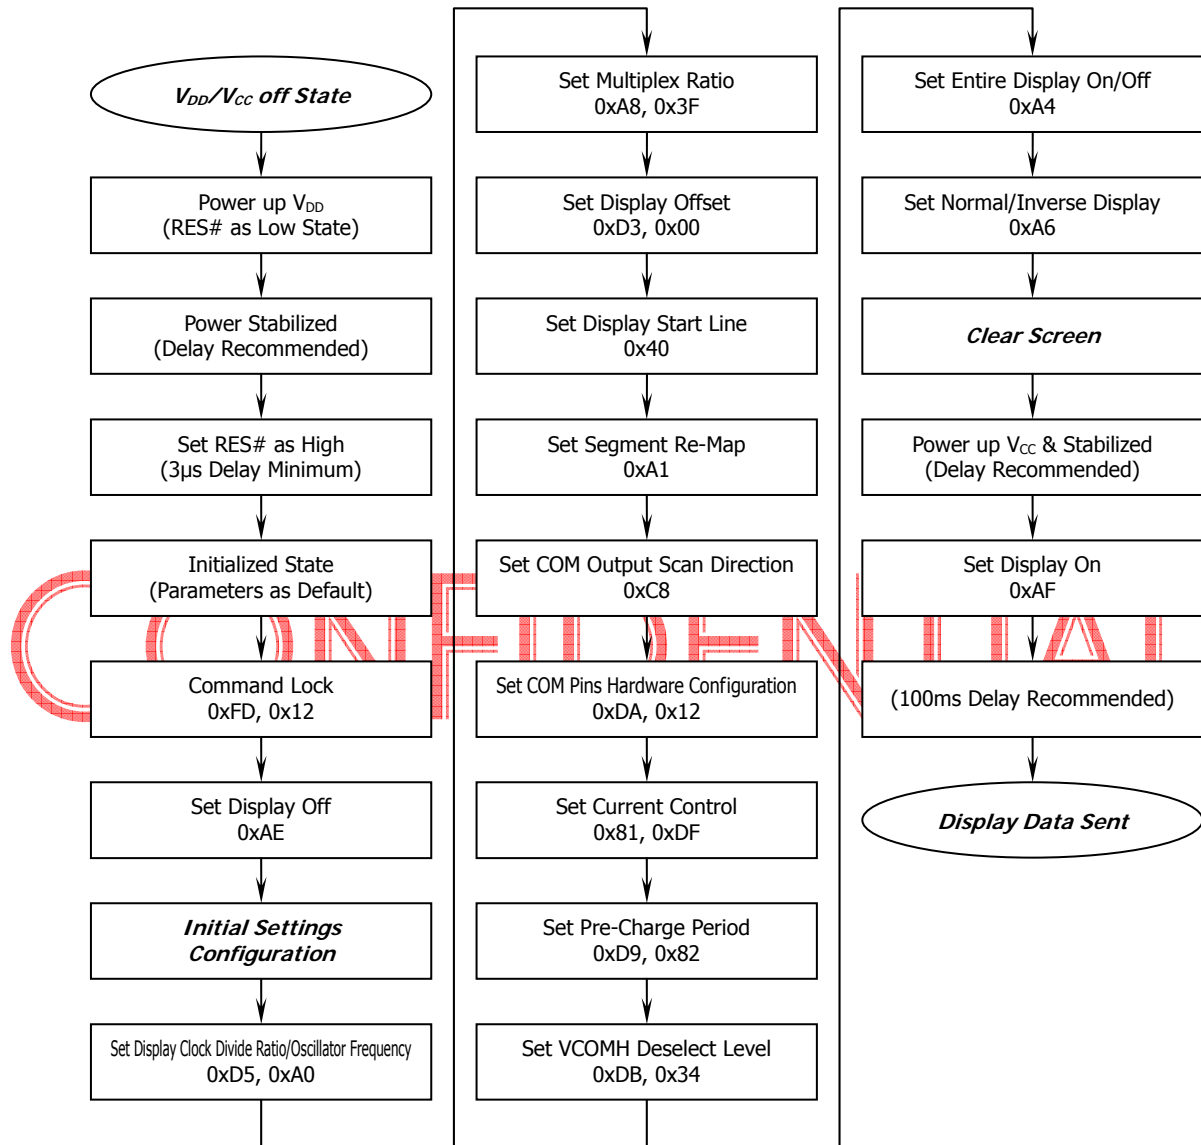 V_DD/V_CC off State
Power up V_DD
(RES# as Low State)
Power Stabilized
(Delay Recommended)
Set RES# as High
(3μs Delay Minimum)
Initialized State
(Parameters as Default)
Command Lock
0xFD, 0x12
Set Display Off
0xAE
Initial Settings
Configuration
Set Display Clock Divide Ratio/Oscillator Frequency
0xD5, 0xA0
Set Multiplex Ratio
0xA8, 0x3F
Set Display Offset
0xD3, 0x00
Set Display Start Line
0x40
Set Segment Re-Map
0xA1
Set COM Output Scan Direction
0xC8
Set COM Pins Hardware Configuration
0xDA, 0x12
Set Current Control
0x81, 0xDF
Set Pre-Charge Period
0xD9, 0x82
Set VCOMH Deselect Level
0xDB, 0x34
Set Entire Display On/Off
0xA4
Set Normal/Inverse Display
0xA6
Clear Screen
Power up V_CC & Stabilized
(Delay Recommended)
Set Display On
0xAF
(100ms Delay Recommended)
Display Data Sent
CONFIDENTIAL